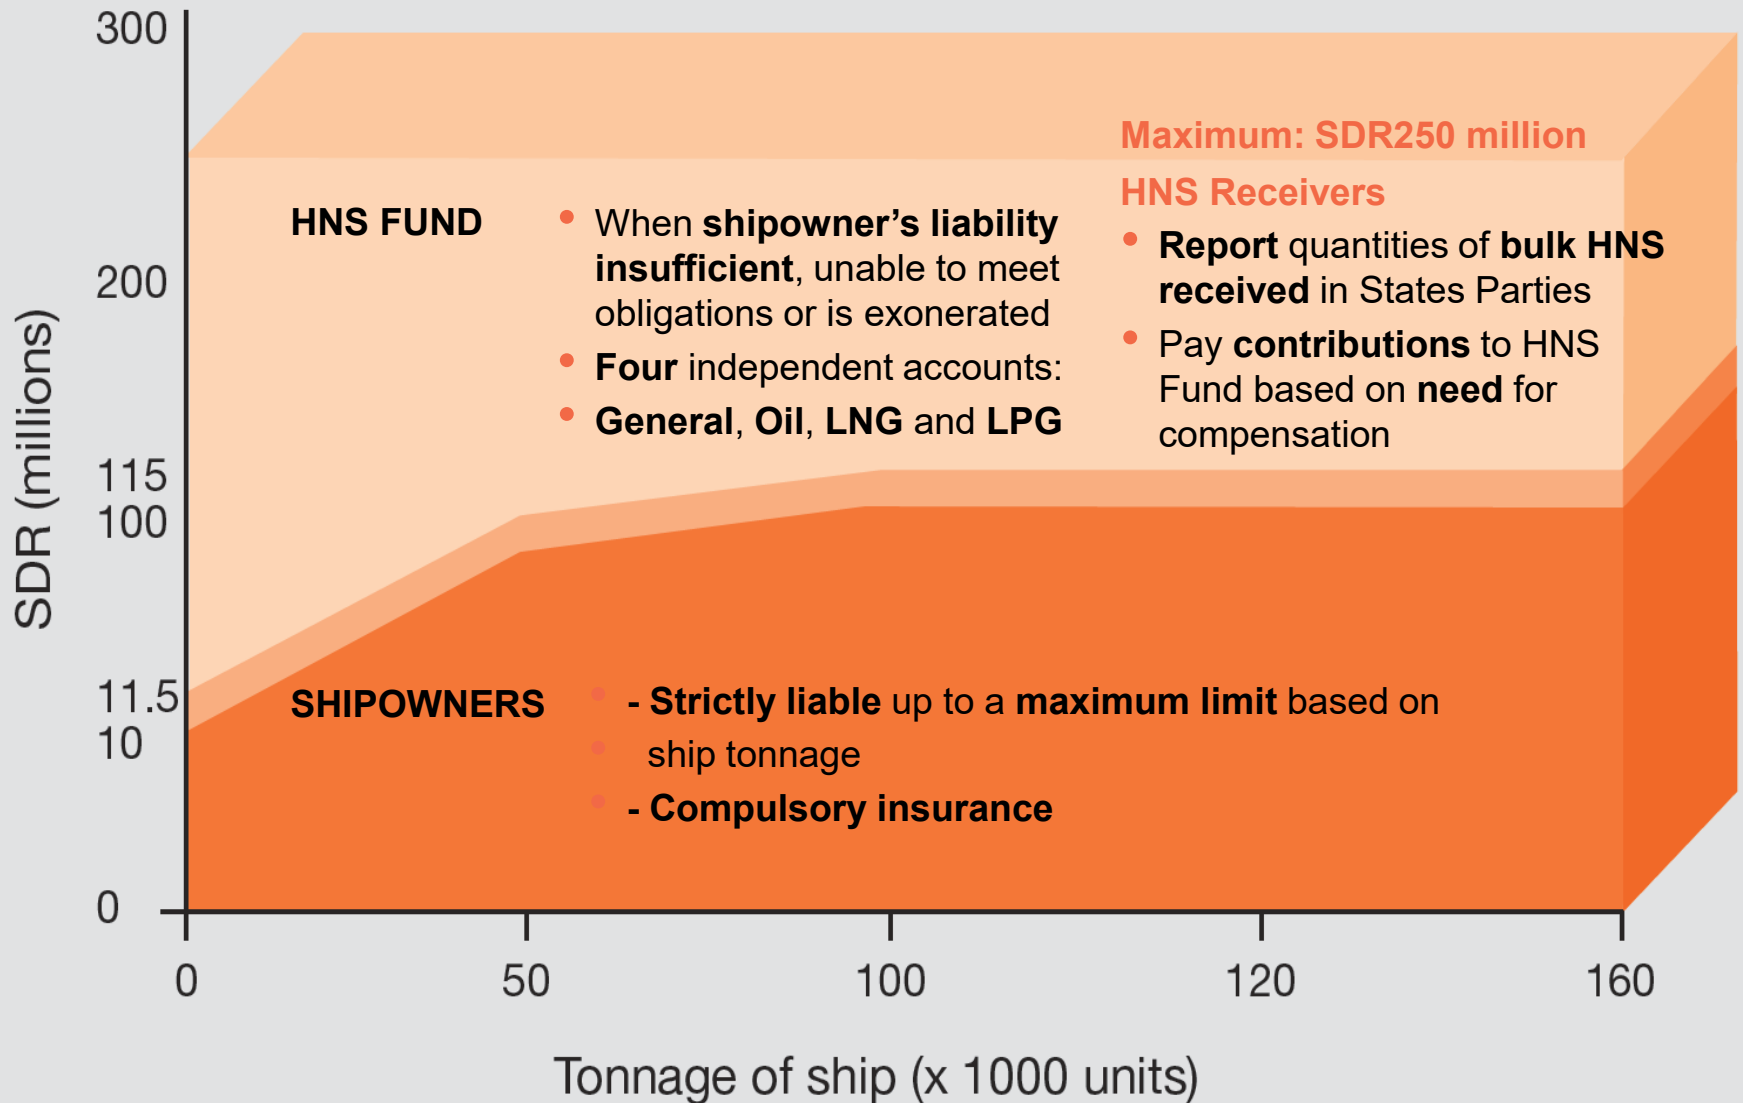 300
200
115
100
11.5
10
0
SDR (millions)
HNS FUND
• When shipowner’s liability
insufficient, unable to meet
obligations or is exonerated
• Four independent accounts:
• General, Oil, LNG and LPG
Maximum: SDR250 million
HNS Receivers
• Report quantities of bulk HNS
received in States Parties
• Pay contributions to HNS
Fund based on need for
compensation
SHIPOWNERS
• - Strictly liable up to a maximum limit based on
• ship tonnage
• - Compulsory insurance
0 50 100 120 160
Tonnage of ship (x 1000 units)